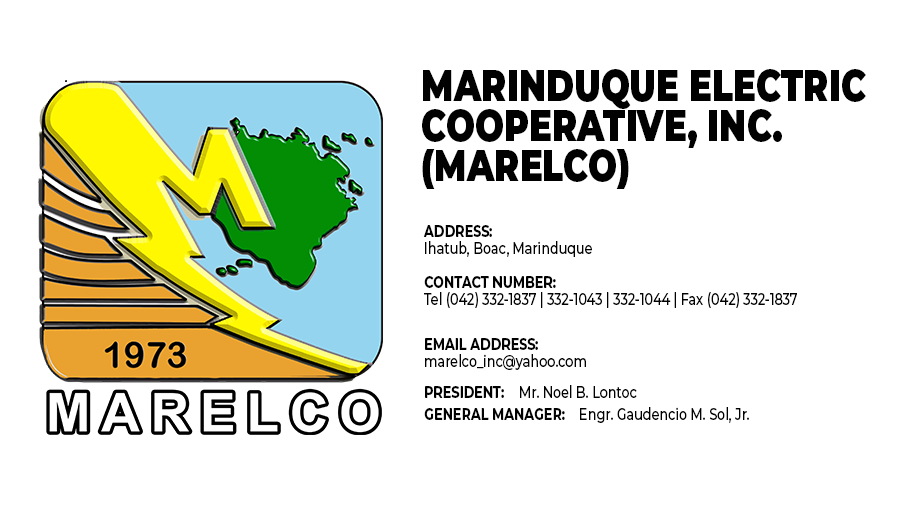 MARINDUQUE ELECTRIC
COOPERATIVE, INC.
(MARELCO)
ADDRESS:
Ihatub, Boac, Marinduque
CONTACT NUMBER:
Tel (042) 332-1837 | 332-1043 | 332-1044 | Fax (042) 332-1837
EMAIL ADDRESS:
marelco_inc@yahoo.com
PRESIDENT: Mr. Noel B. Lontoc
GENERAL MANAGER: Engr. Gaudencio M. Sol, Jr.
M
1973
MARELCO